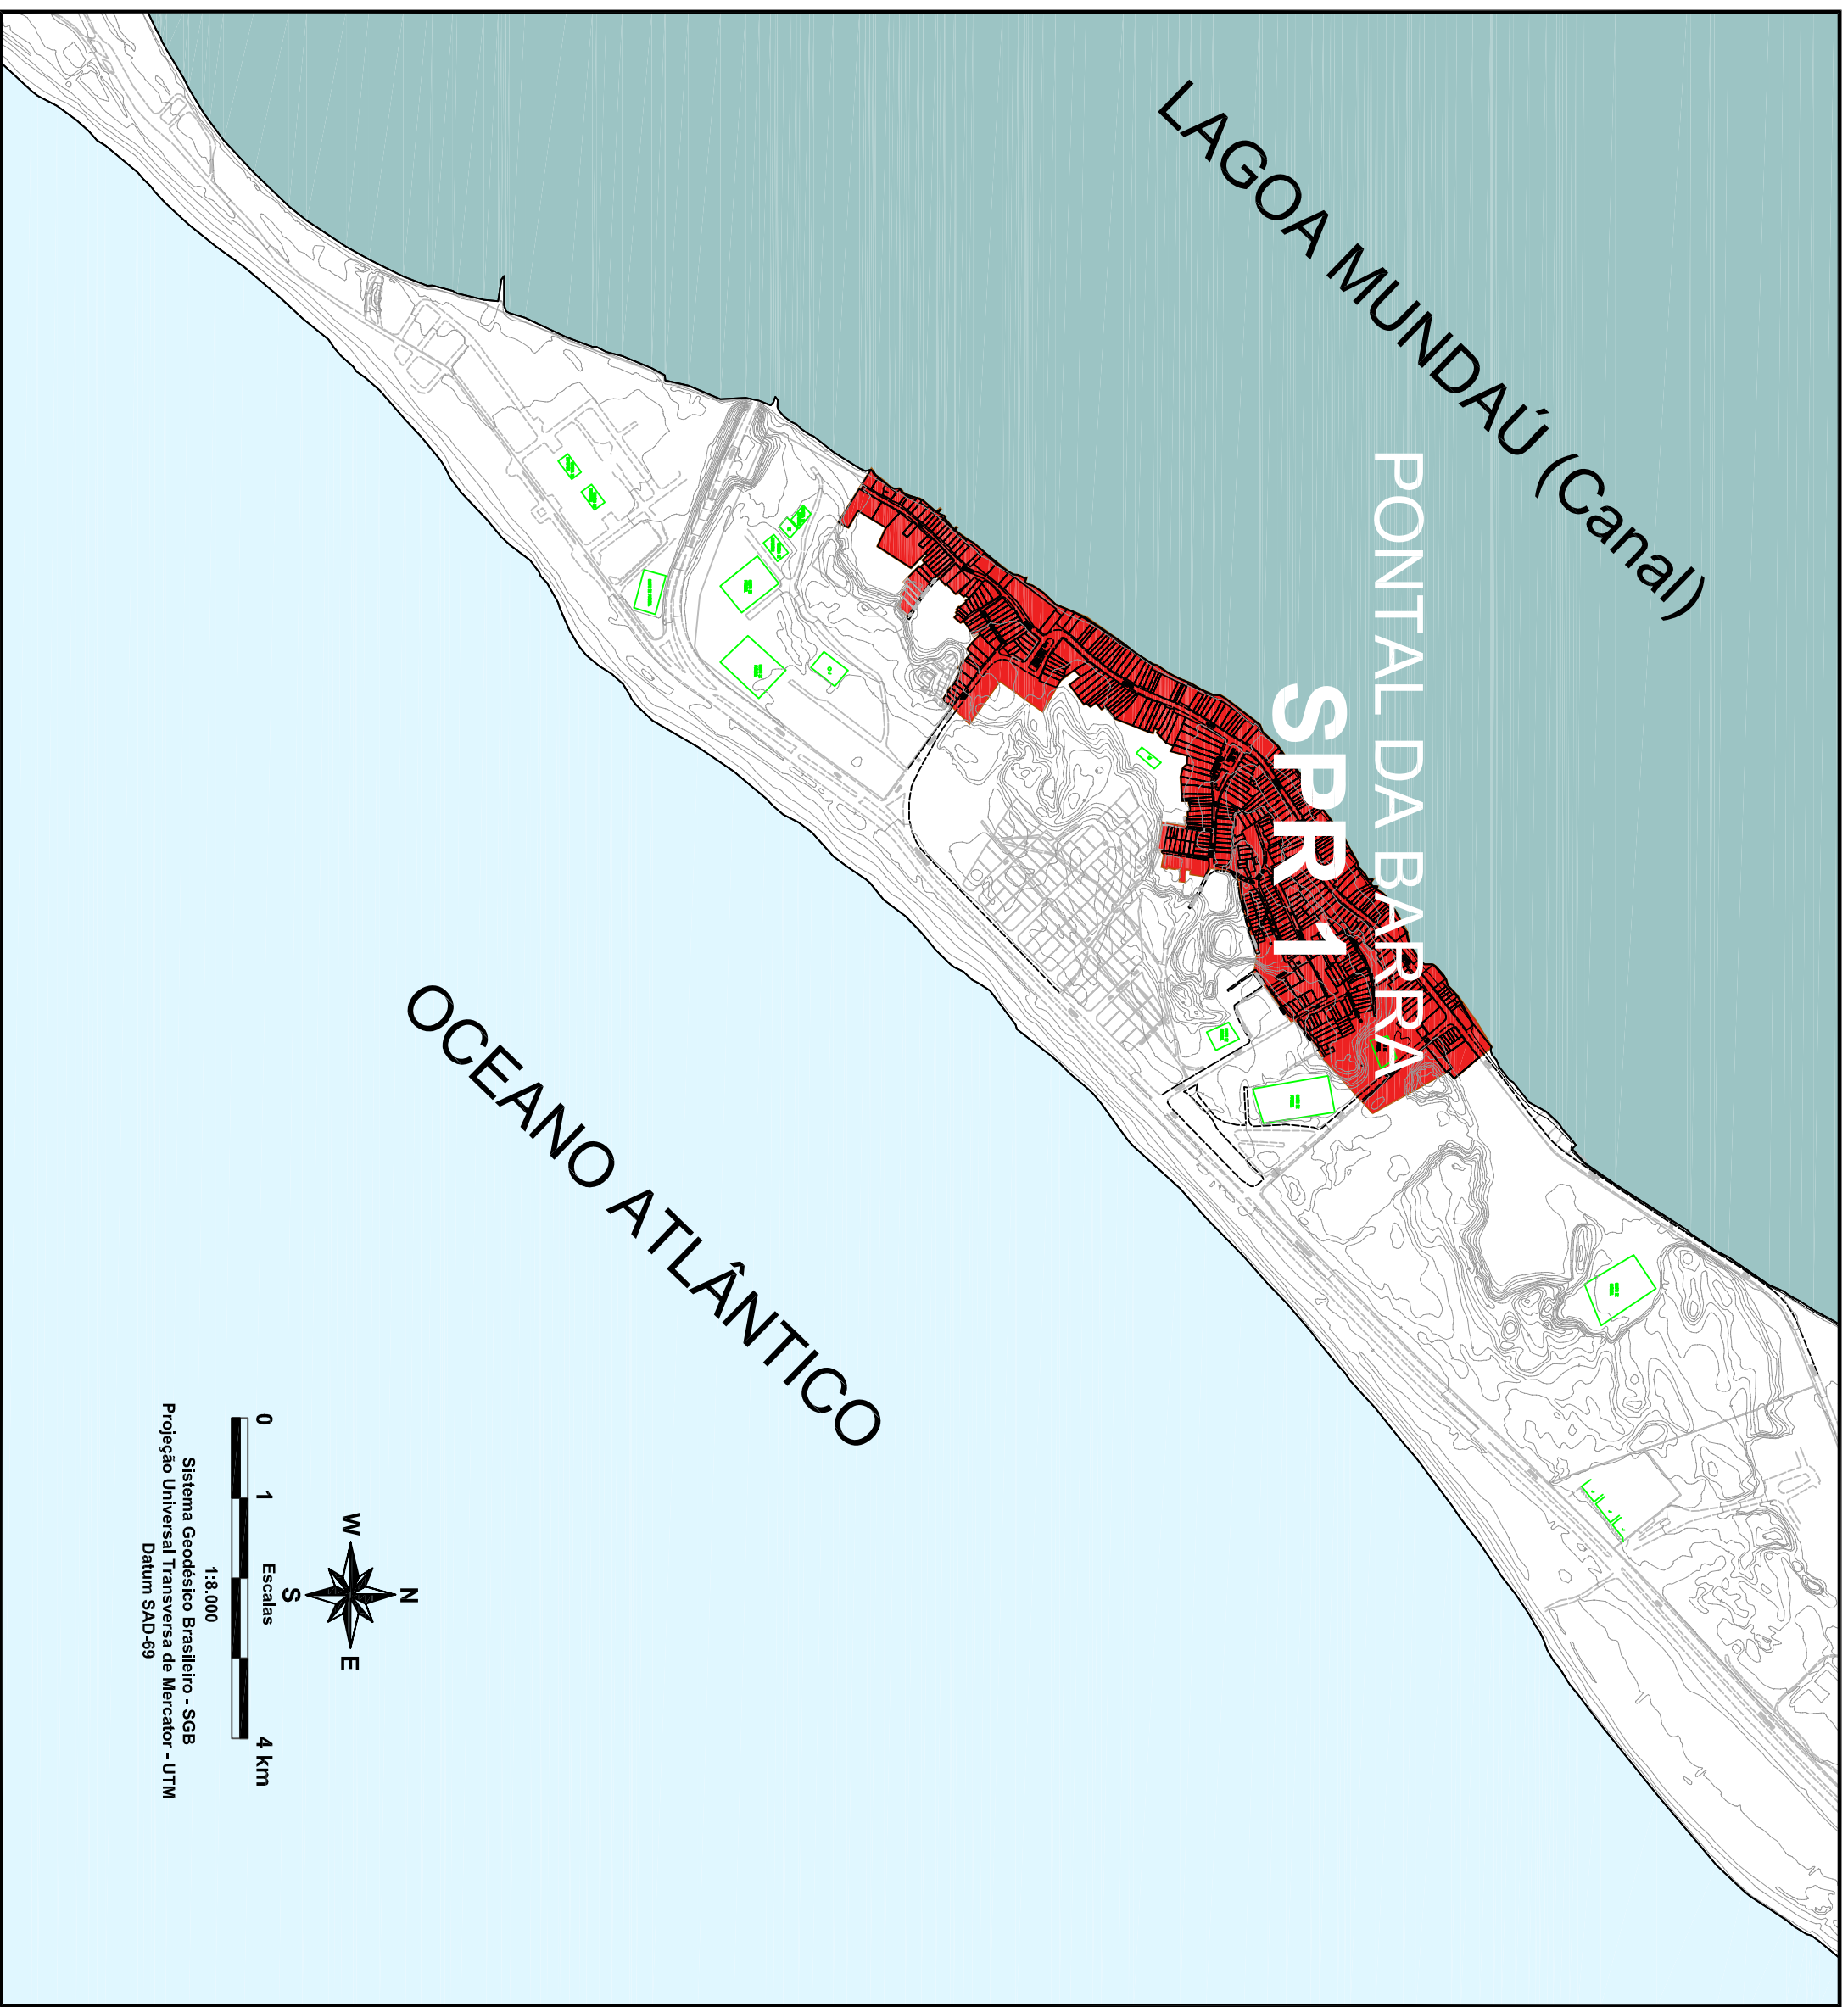 LAGOA MUNDAÚ (Canal)
PONTAL DA BARRA
SPR 1
OCEANO ATLÂNTICO
N
W
E
S
0
1
Escalas
4 km
1:8.000
Sistema Geodésico Brasileiro - SGB
Projeção Universal Transversa de Mercator - UTM
Datum SAD-69